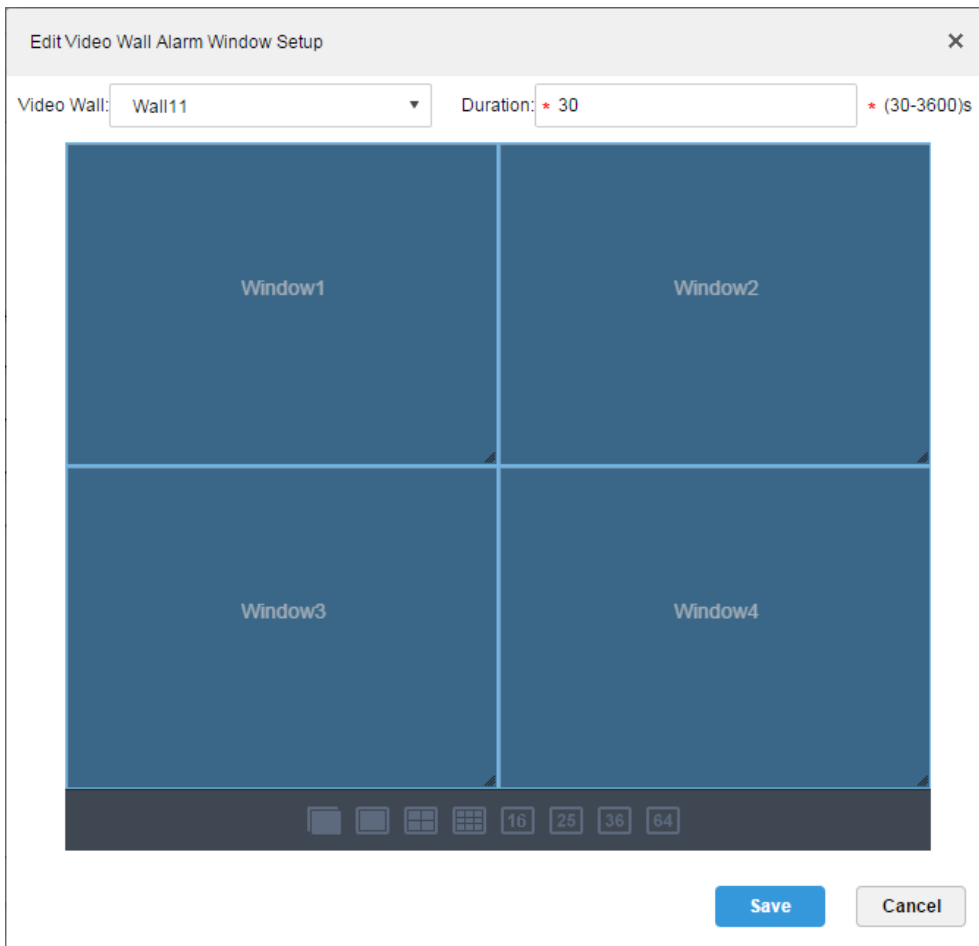 Edit Video Wall Alarm Window Setup
Video Wall: Wall11 Duration: * 30 * (30-3600)s
Window1 Window2
Window3 Window4
16 25 36 64
Save Cancel